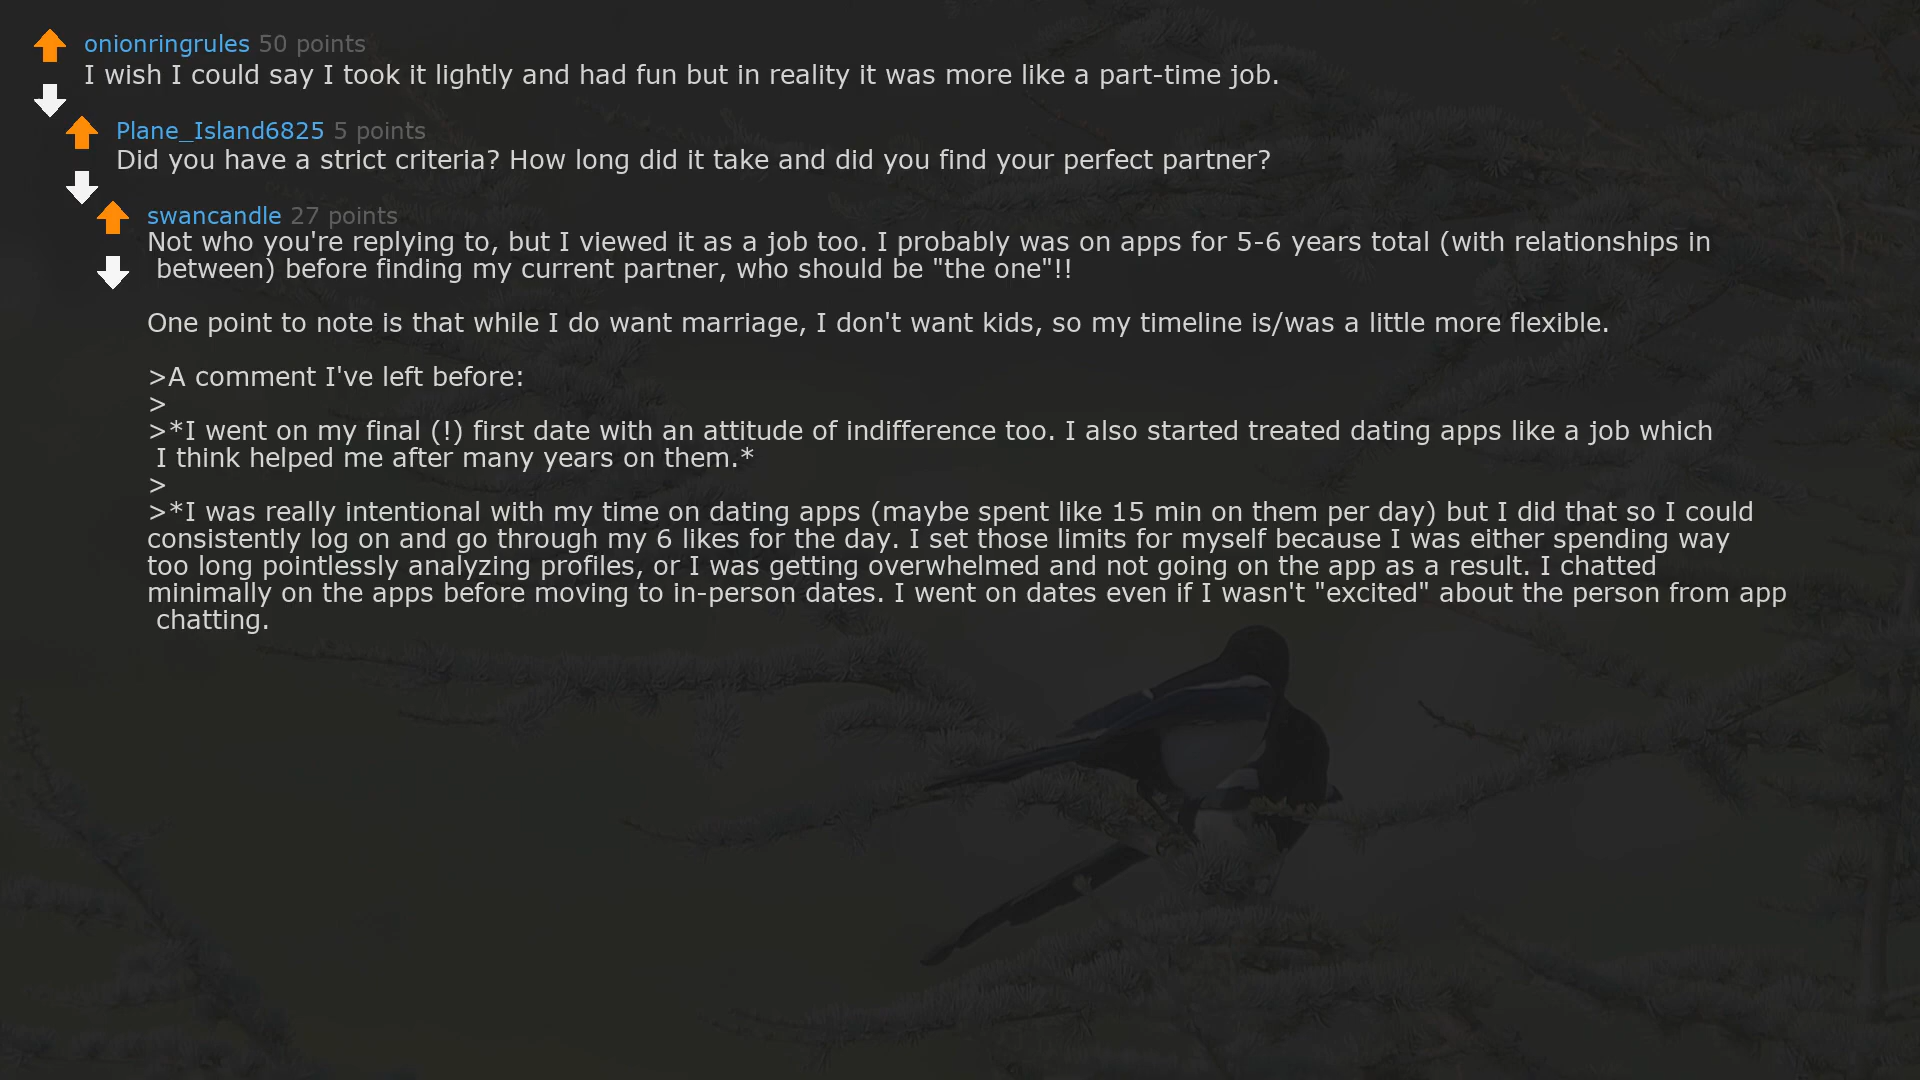 onionringrules 50 points
I wish I could say I took it lightly and had fun but in reality it was more like a part-time job.
Plane_Island6825 5 points
Did you have a strict criteria? How long did it take and did you find your perfect partner?
swancandle 27 points
Not who you're replying to, but I viewed it as a job too. I probably was on apps for 5-6 years total (with relationships in
between) before finding my current partner, who should be "the one"!!
One point to note is that while I do want marriage, I don't want kids, so my timeline is/was a little more flexible.
>A comment I've left before:
>
>*I went on my final (!) first date with an attitude of indifference too. I also started treated dating apps like a job which
I think helped me after many years on them.*
>
>*I was really intentional with my time on dating apps (maybe spent like 15 min on them per day) but I did that so I could
consistently log on and go through my 6 likes for the day. I set those limits for myself because I was either spending way
too long pointlessly analyzing profiles, or I was getting overwhelmed and not going on the app as a result. I chatted
minimally on the apps before moving to in-person dates. I went on dates even if I wasn't "excited" about the person from app
chatting.